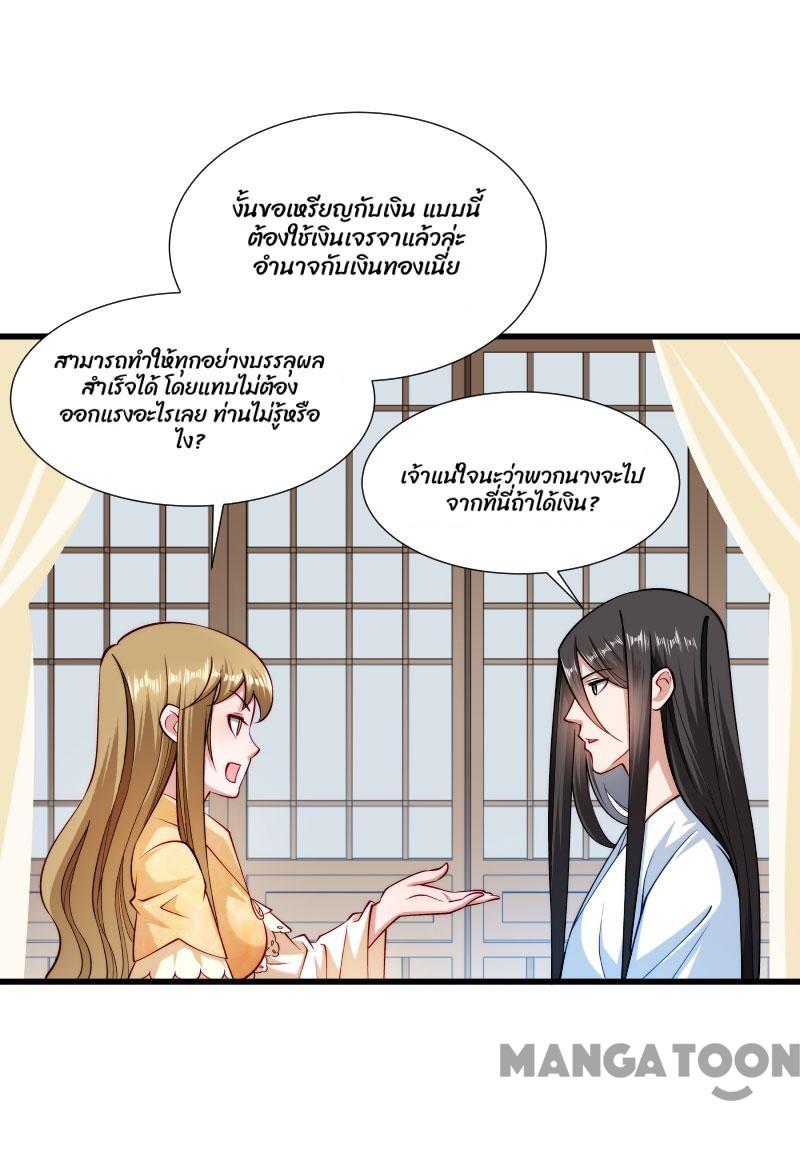 งั้นขอเหรียญกับเงิน แบบนี้
ต้องใช้เงินเจรจาแล้วล่ะ
อำนาจกับเงินทองเนี่ย
สามารถทำให้ทุกอย่างบรรลุผล
สำเร็จได้ โดยแทบไม่ต้อง
ออกแรงอะไรเลย ท่านไม่รู้หรือ
ไง?
เจ้าแน่ใจนะว่าพวกนางจะไป
จากที่นี่ถ้าได้เงิน?
MANGATOON